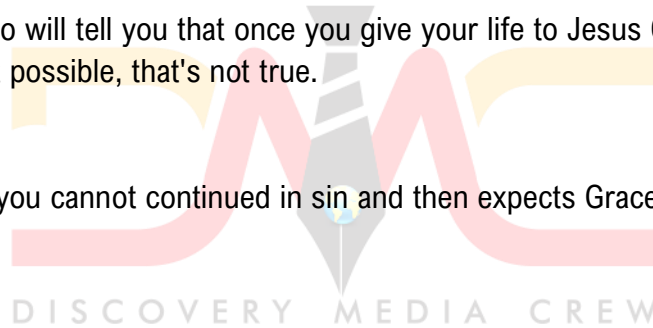 o will tell you that once you give your life to Jesus
possible, that's not true.
you cannot continued in sin and then expects Grace
DISCOVERY MEDIA CREW